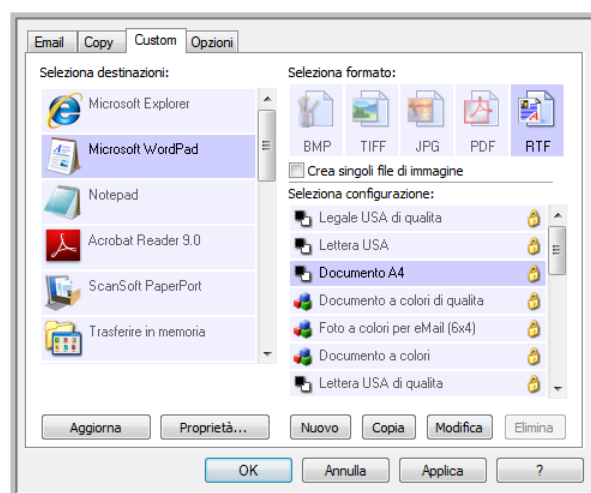 Email Copy Custom Opzioni
Seleziona destinazioni:
Microsoft Explorer
Microsoft WordPad
Notepad
Acrobat Reader 9.0
ScanSoft PaperPort
Trasferire in memoria
Seleziona formato:
BMP TIFF JPG PDF RTF
Crea singoli file di immagine
Seleziona configurazione:
Legale USA di qualita
Lettera USA
Documento A4
Documento a colori di qualita
Foto a colori per eMail (6x4)
Documento a colori
Lettera USA di qualita
Aggiorna Proprietà... Nuovo Copia Modifica Elimina
OK Annulla Applica ?